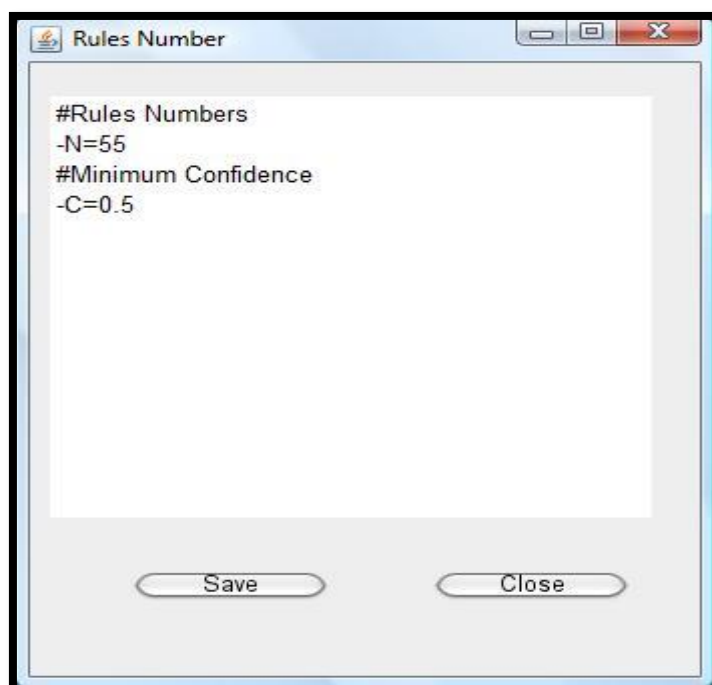 Rules Number
#Rules Numbers
-N=55
#Minimum Confidence
-C=0.5
Save
Close